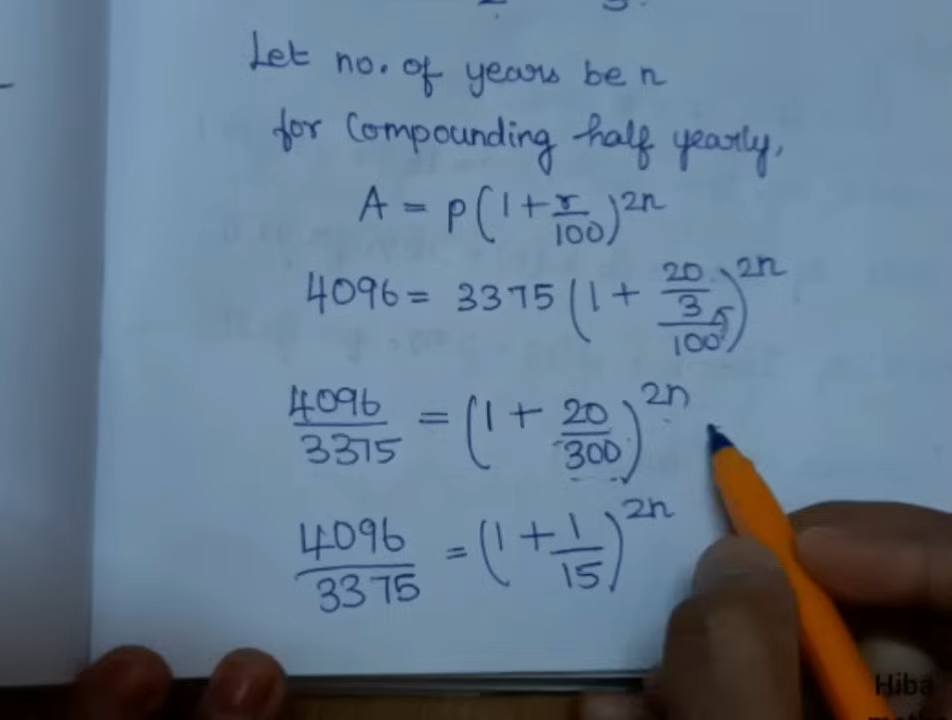 Let no. of years be n
for Compounding half yearly,
A = P(1 + r/100)^2n
4096 = 3375 (1 + 20/3/100)^2n
4096/3375 = (1 + 20/300)^2n
4096/3375 = (1 + 1/15)^2n
Hiba